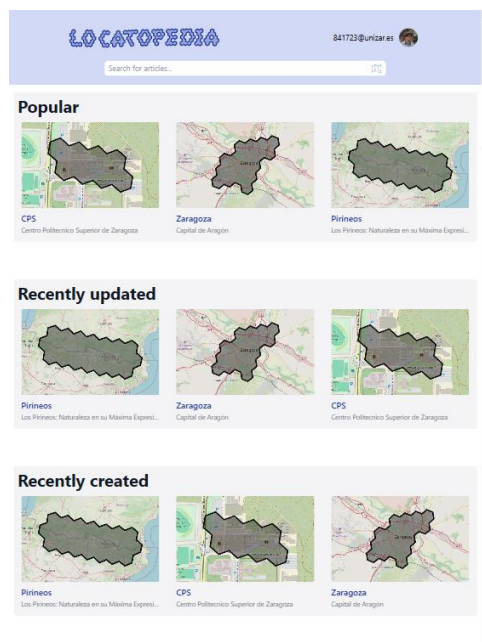 LOCATOPEDIA
841723@unizar.es
Search for articles...
Popular
CPS
Centro Politecnico Superior de Zaragoza
Zaragoza
Capital de Aragón
Pirineos
Los Pirineos: Naturaleza en su Máxima Expresi...
Recently updated
Pirineos
Los Pirineos: Naturaleza en su Máxima Expresi...
Zaragoza
Capital de Aragón
CPS
Centro Politecnico Superior de Zaragoza
Recently created
Pirineos
Los Pirineos: Naturaleza en su Máxima Expresi...
CPS
Centro Politecnico Superior de Zaragoza
Zaragoza
Capital de Aragón